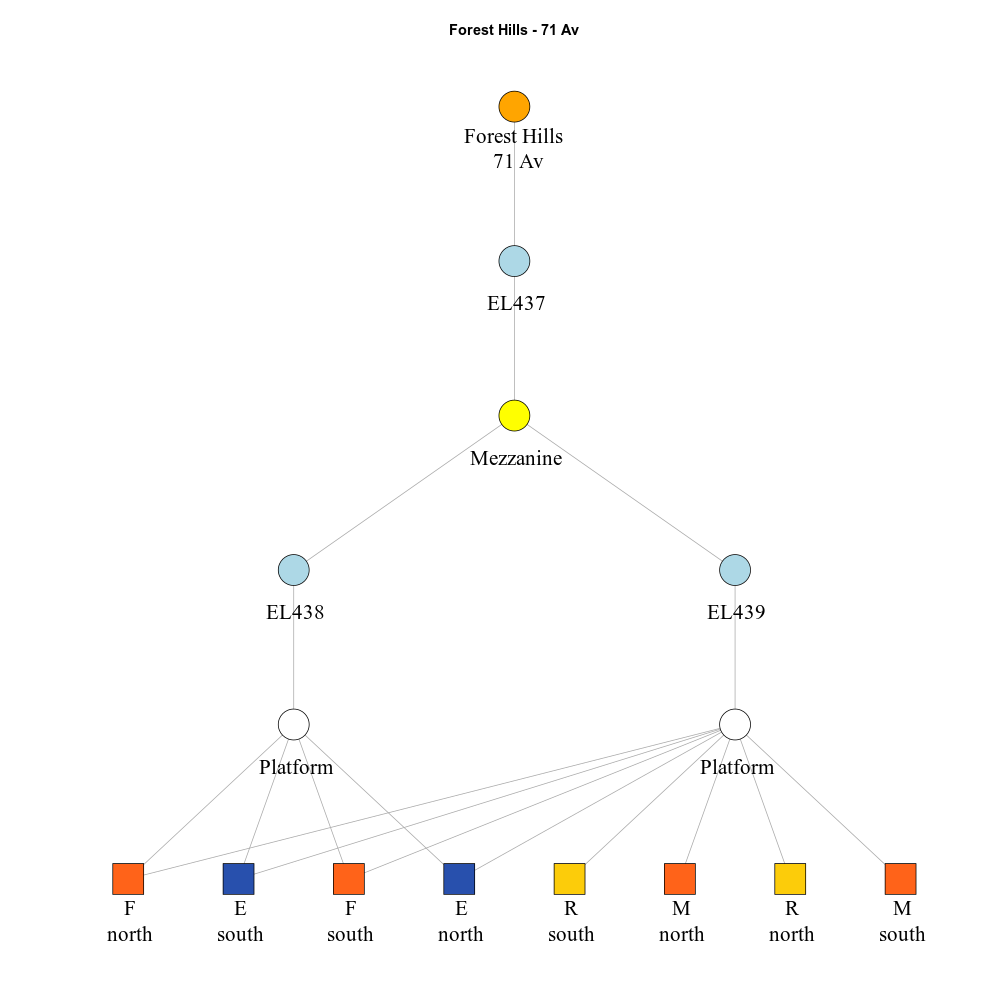 Forest Hills - 71 Av
Forest Hills
71 Av
EL437
Mezzanine
EL438
EL439
Platform
Platform
F
north
E
south
F
south
E
north
R
south
M
north
R
north
M
south